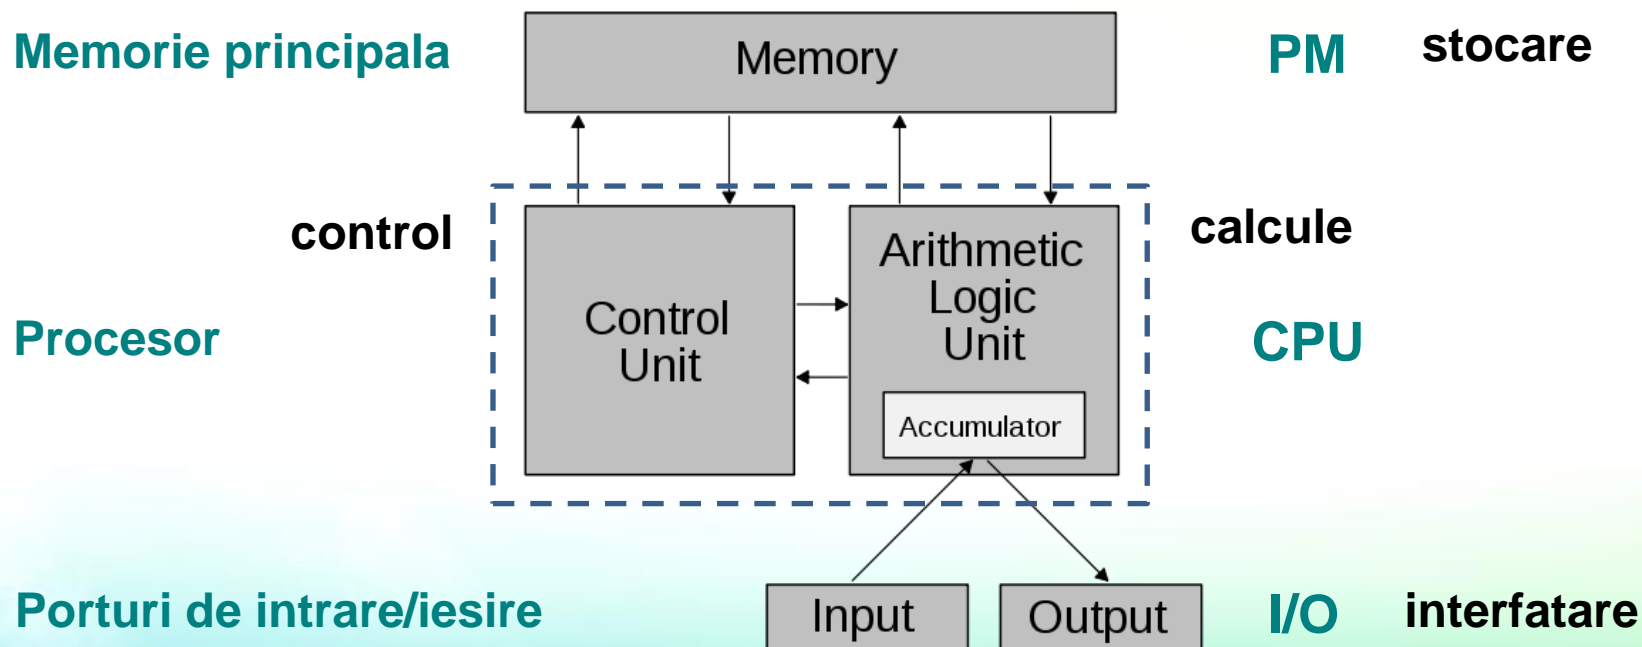 Memorie principala
Memory
PM
stocare
control
calcule
Procesor
Control
Unit
Arithmetic
Logic
Unit
Accumulator
CPU
Porturi de intrare/iesire
Input
Output
I/O
interfatare